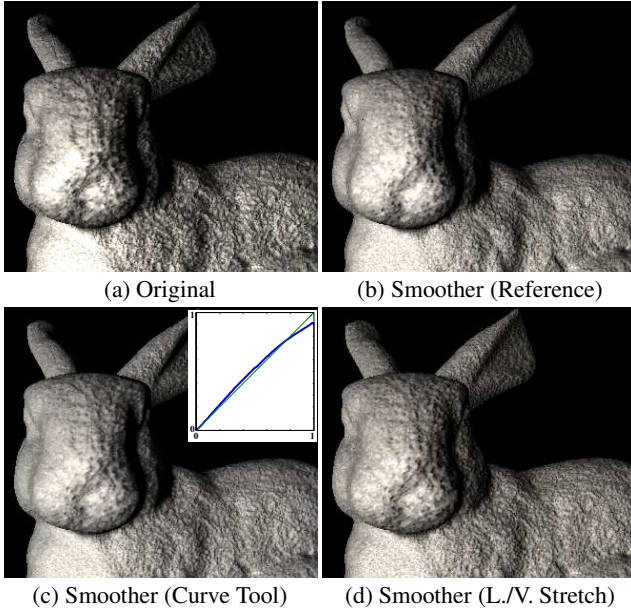 (a) Original
(b) Smoother (Reference)
1
0
0
1
(c) Smoother (Curve Tool)
(d) Smoother (L./V. Stretch)